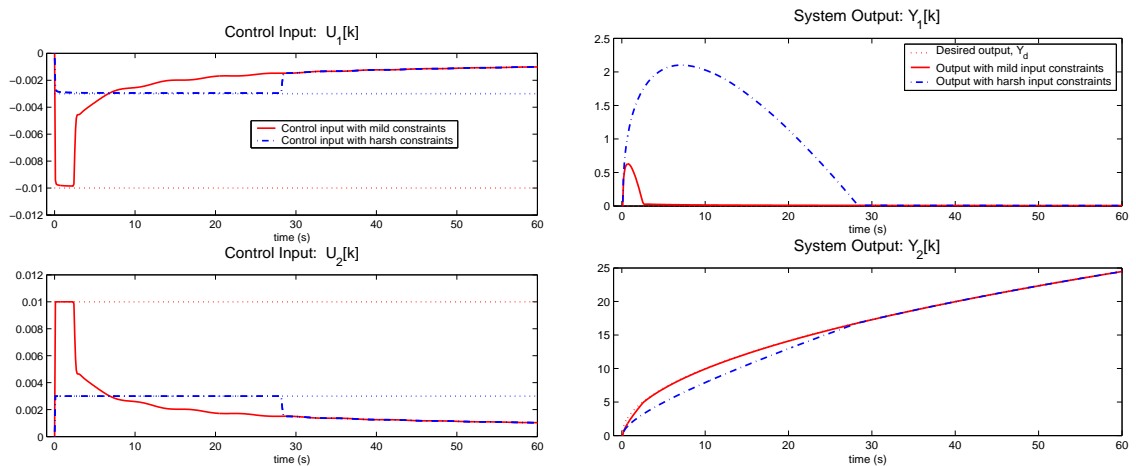 Control Input: U_1[k]
0
−0.002
−0.004
−0.006
−0.008
−0.01
−0.012
Control input with mild constraints
Control input with harsh constraints
0 10 20 30 40 50 60
time (s)
Control Input: U_2[k]
0.012
0.01
0.008
0.006
0.004
0.002
0
0 10 20 30 40 50 60
time (s)
System Output: Y_1[k]
2.5
2
1.5
1
0.5
0
Desired output, Y_d
Output with mild input constraints
Output with harsh input constraints
0 10 20 30 40 50 60
time (s)
System Output: Y_2[k]
25
20
15
10
5
0
0 10 20 30 40 50 60
time (s)